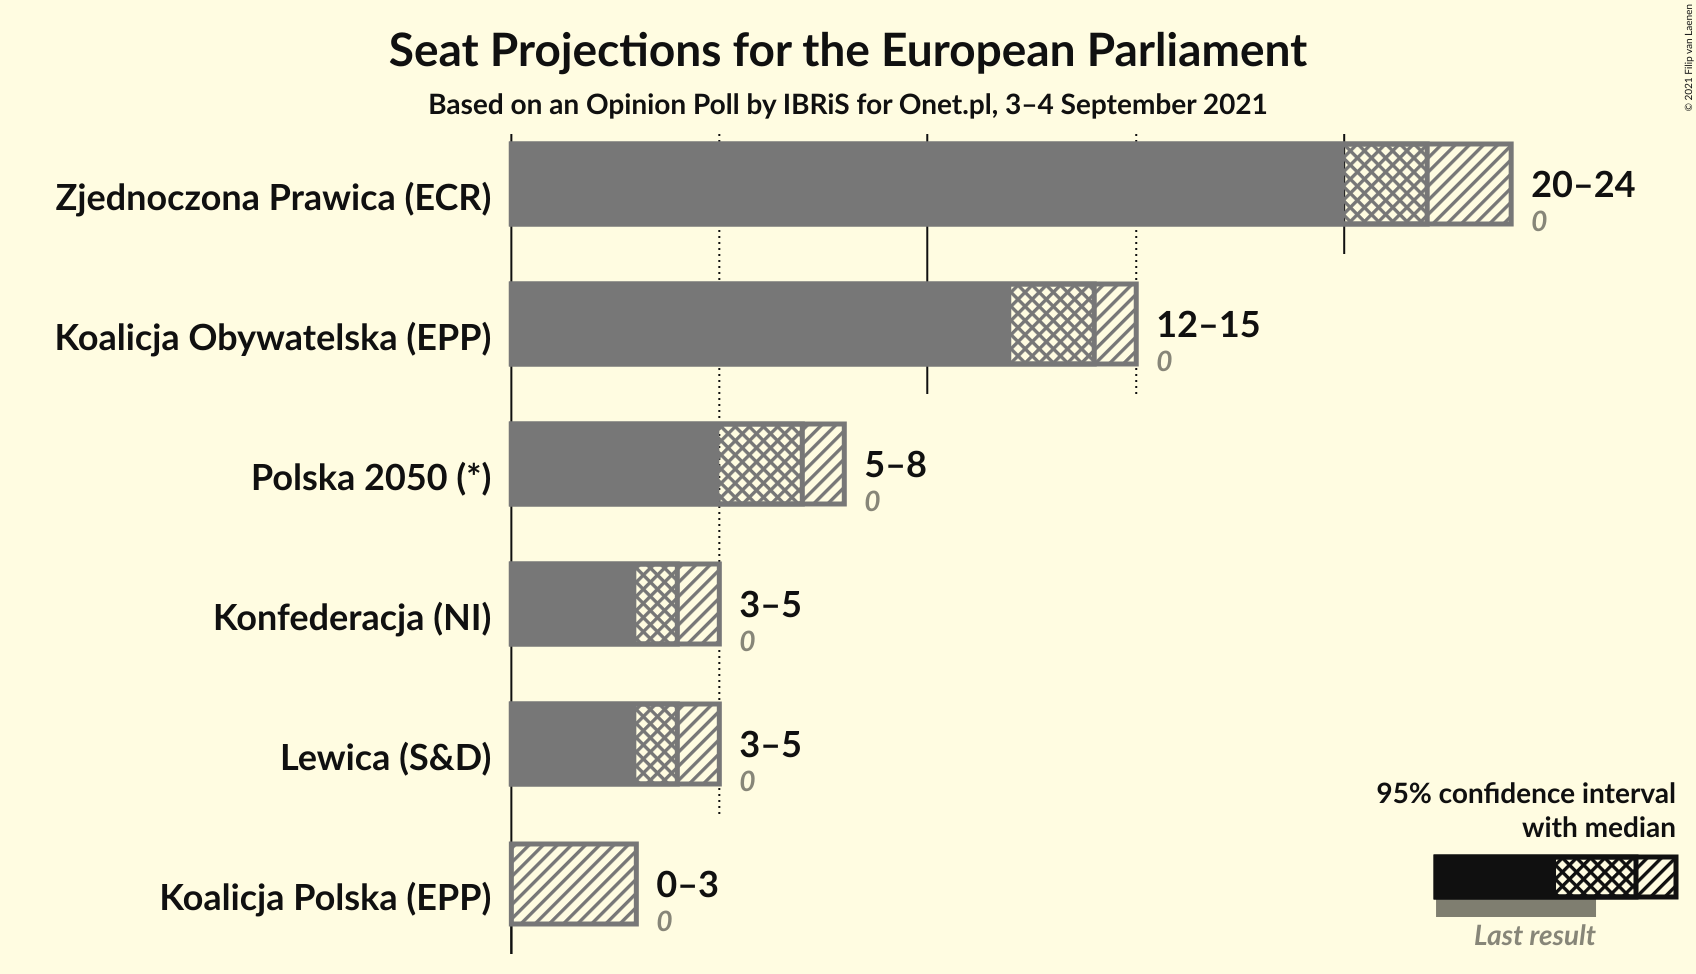 Seat Projections for the European Parliament
Based on an Opinion Poll by IBRiS for Onet.pl, 3–4 September 2021
© 2021 Filip van Laenen
Zjednoczona Prawica (ECR)
20–24
0
Koalicja Obywatelska (EPP)
12–15
0
Polska 2050 (*)
5–8
0
Konfederacja (NI)
3–5
0
Lewica (S&D)
3–5
0
Koalicja Polska (EPP)
0–3
0
95% confidence interval
with median
Last result